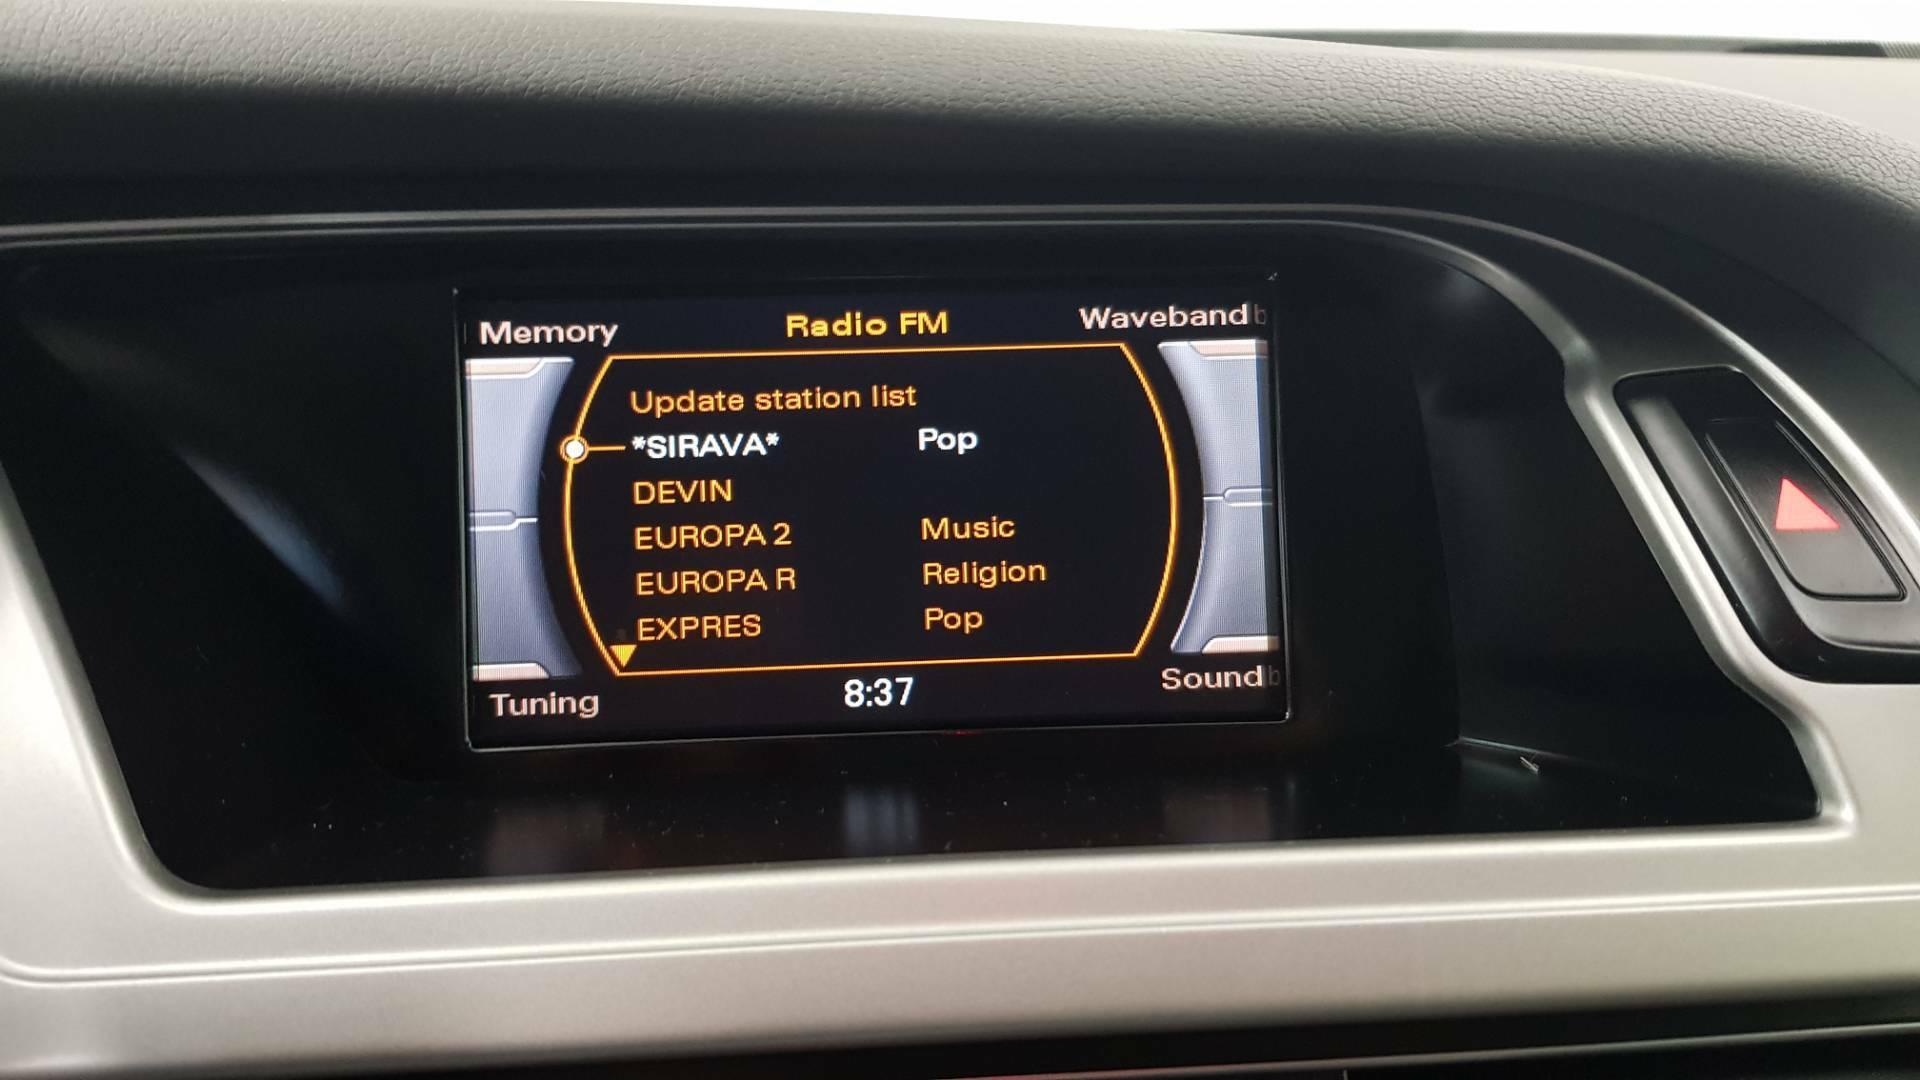 Memory Radio FM Waveband
Update station list
*SIRAVA* Pop
DEVIN
EUROPA 2 Music
EUROPA R Religion
EXPRES Pop
Tuning 8:37 Sound